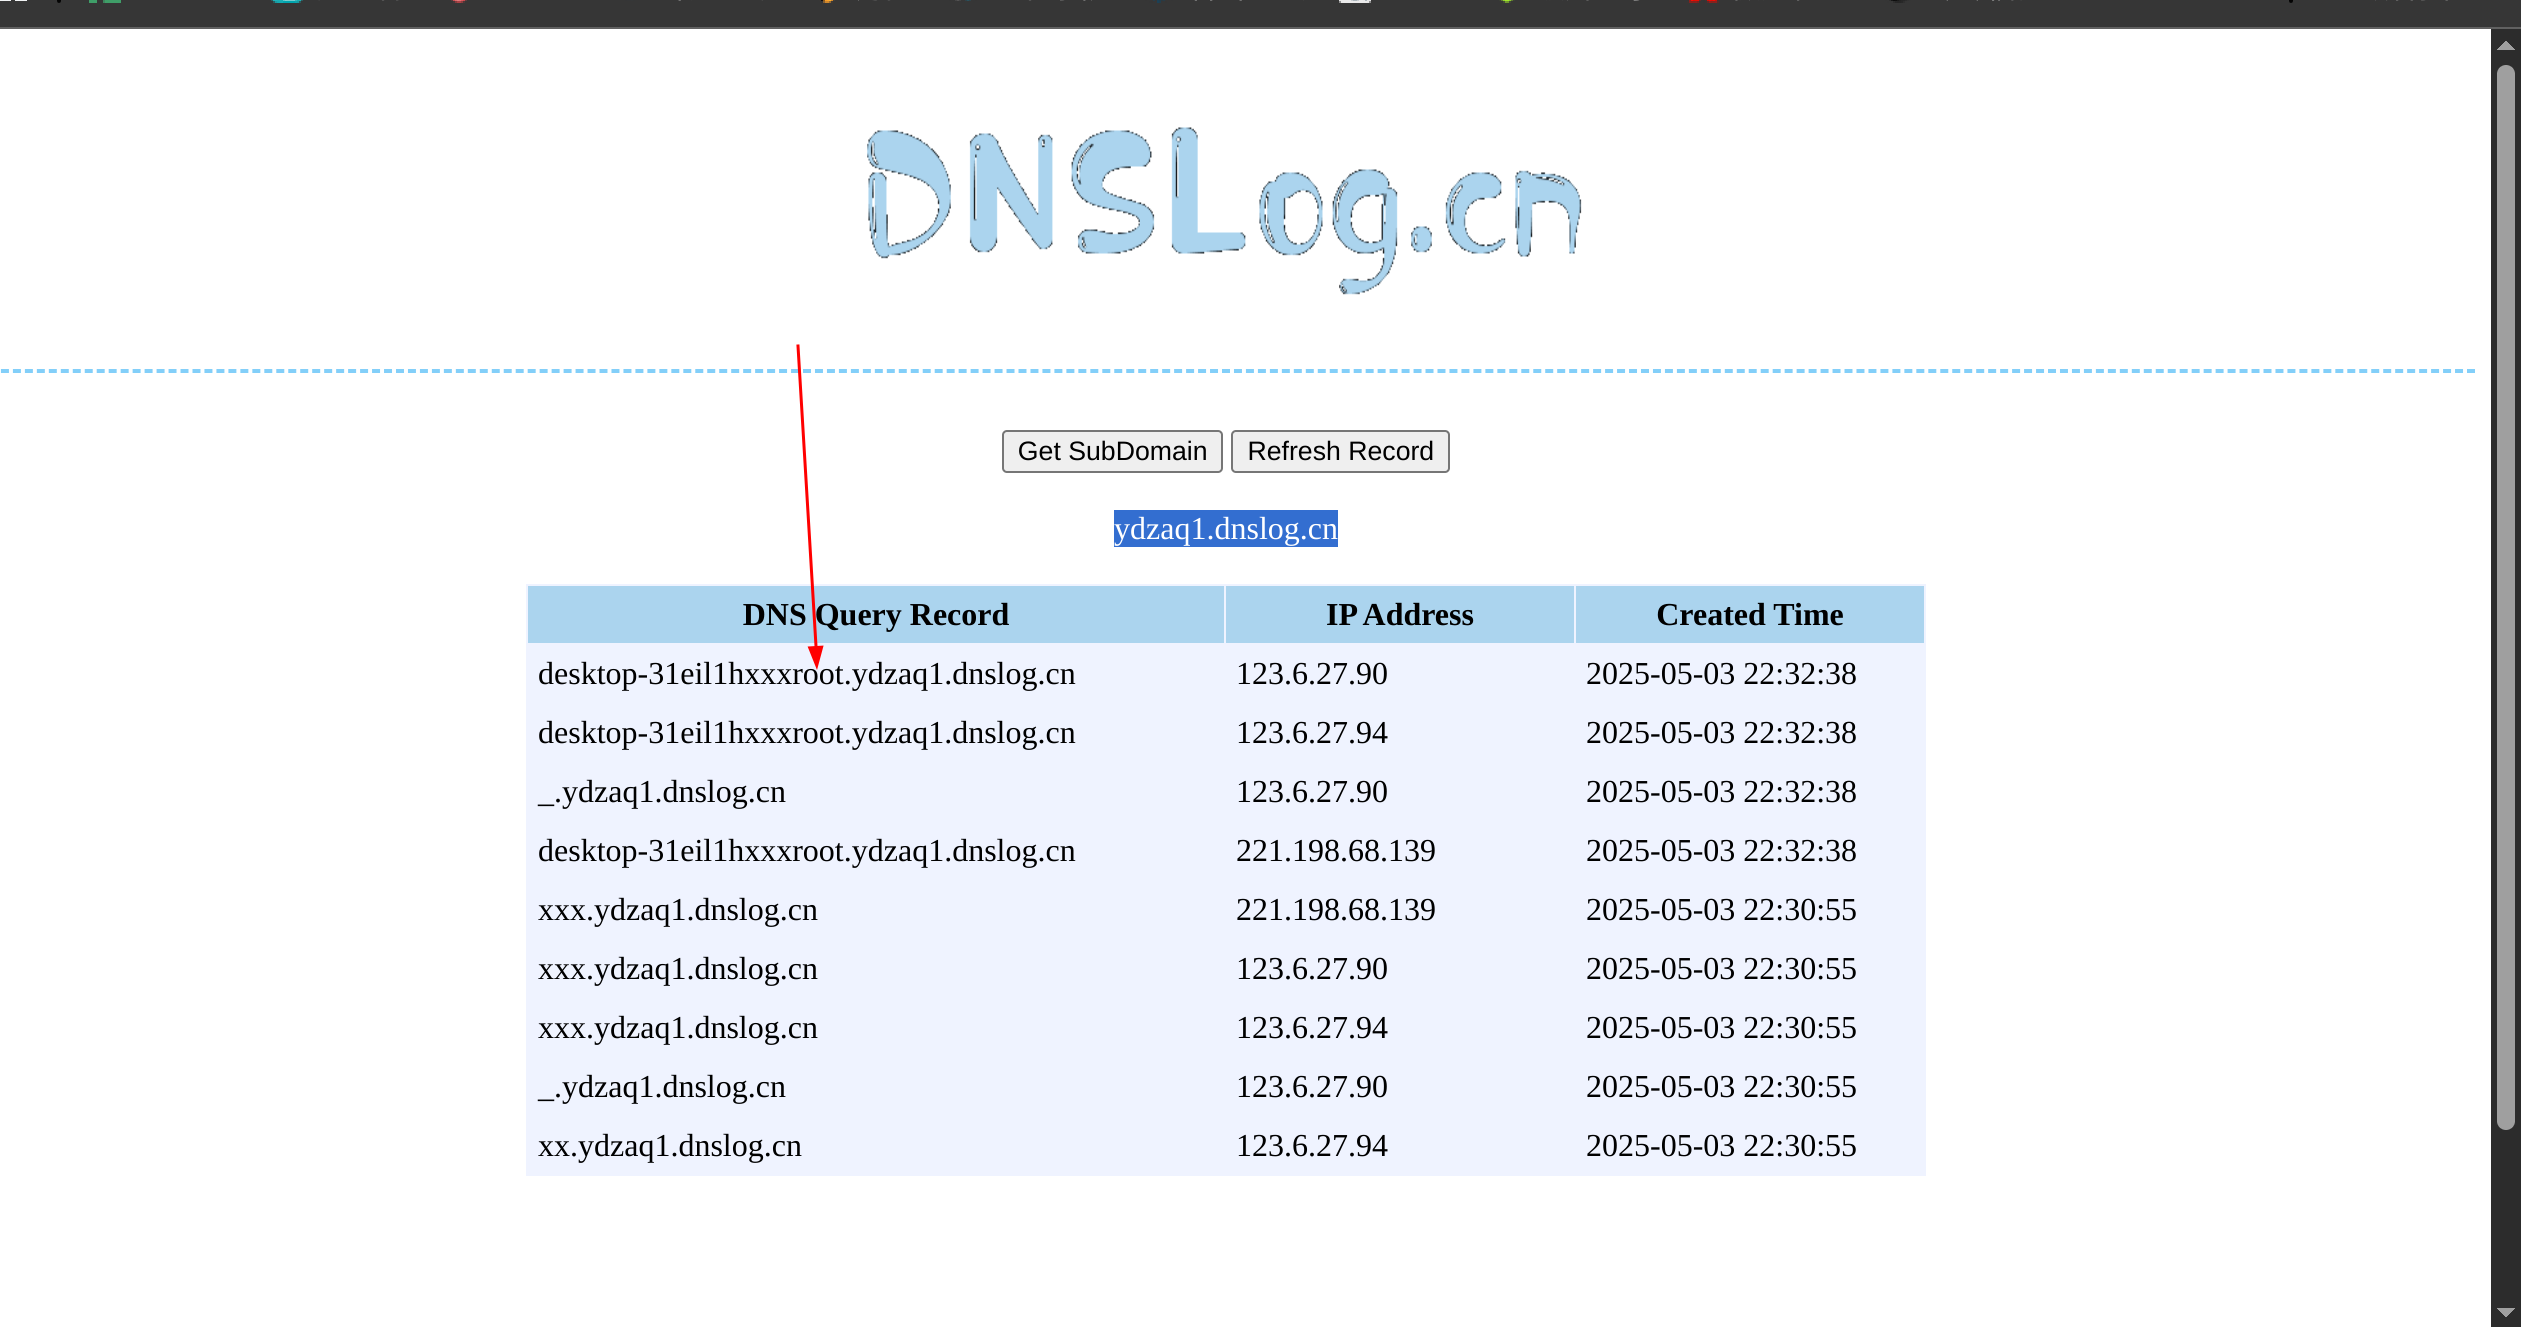 DNSLog.cn
Get SubDomain Refresh Record
ydzaq1.dnslog.cn
DNS Query Record IP Address Created Time
desktop-31eil1hxxxroot.ydzaq1.dnslog.cn 123.6.27.90 2025-05-03 22:32:38
desktop-31eil1hxxxroot.ydzaq1.dnslog.cn 123.6.27.94 2025-05-03 22:32:38
_.ydzaq1.dnslog.cn 123.6.27.90 2025-05-03 22:32:38
desktop-31eil1hxxxroot.ydzaq1.dnslog.cn 221.198.68.139 2025-05-03 22:32:38
xxx.ydzaq1.dnslog.cn 221.198.68.139 2025-05-03 22:30:55
xxx.ydzaq1.dnslog.cn 123.6.27.90 2025-05-03 22:30:55
xxx.ydzaq1.dnslog.cn 123.6.27.94 2025-05-03 22:30:55
_.ydzaq1.dnslog.cn 123.6.27.90 2025-05-03 22:30:55
xx.ydzaq1.dnslog.cn 123.6.27.94 2025-05-03 22:30:55